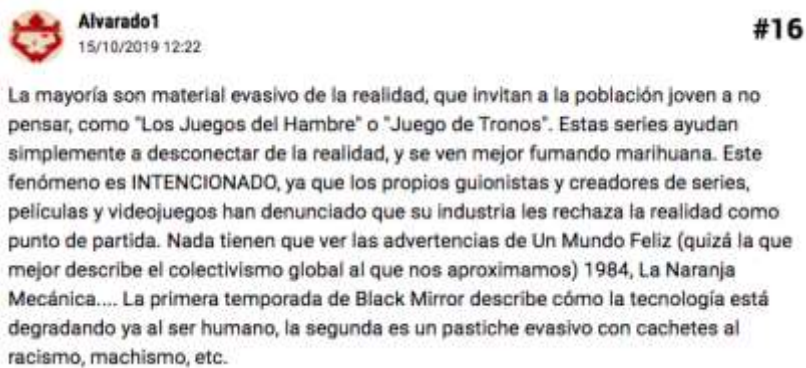 Alvarado1
#16
15/10/2019 12:22
La mayoría son material evasivo de la realidad, que invitan a la población joven a no
pensar, como "Los Juegos del Hambre" o "Juego de Tronos". Estas series ayudan
simplemente a desconectar de la realidad, y se ven mejor fumando marihuana. Este
fenómeno es INTENCIONADO, ya que los propios guionistas y creadores de series,
películas y videojuegos han denunciado que su industria les rechaza la realidad como
punto de partida. Nada tienen que ver las advertencias de Un Mundo Feliz (quizá la que
mejor describe el colectivismo global al que nos aproximamos) 1984, La Naranja
Mecánica.... La primera temporada de Black Mirror describe cómo la tecnología está
degradando ya al ser humano, la segunda es un pastiche evasivo con cachetes al
racismo, machismo, etc.